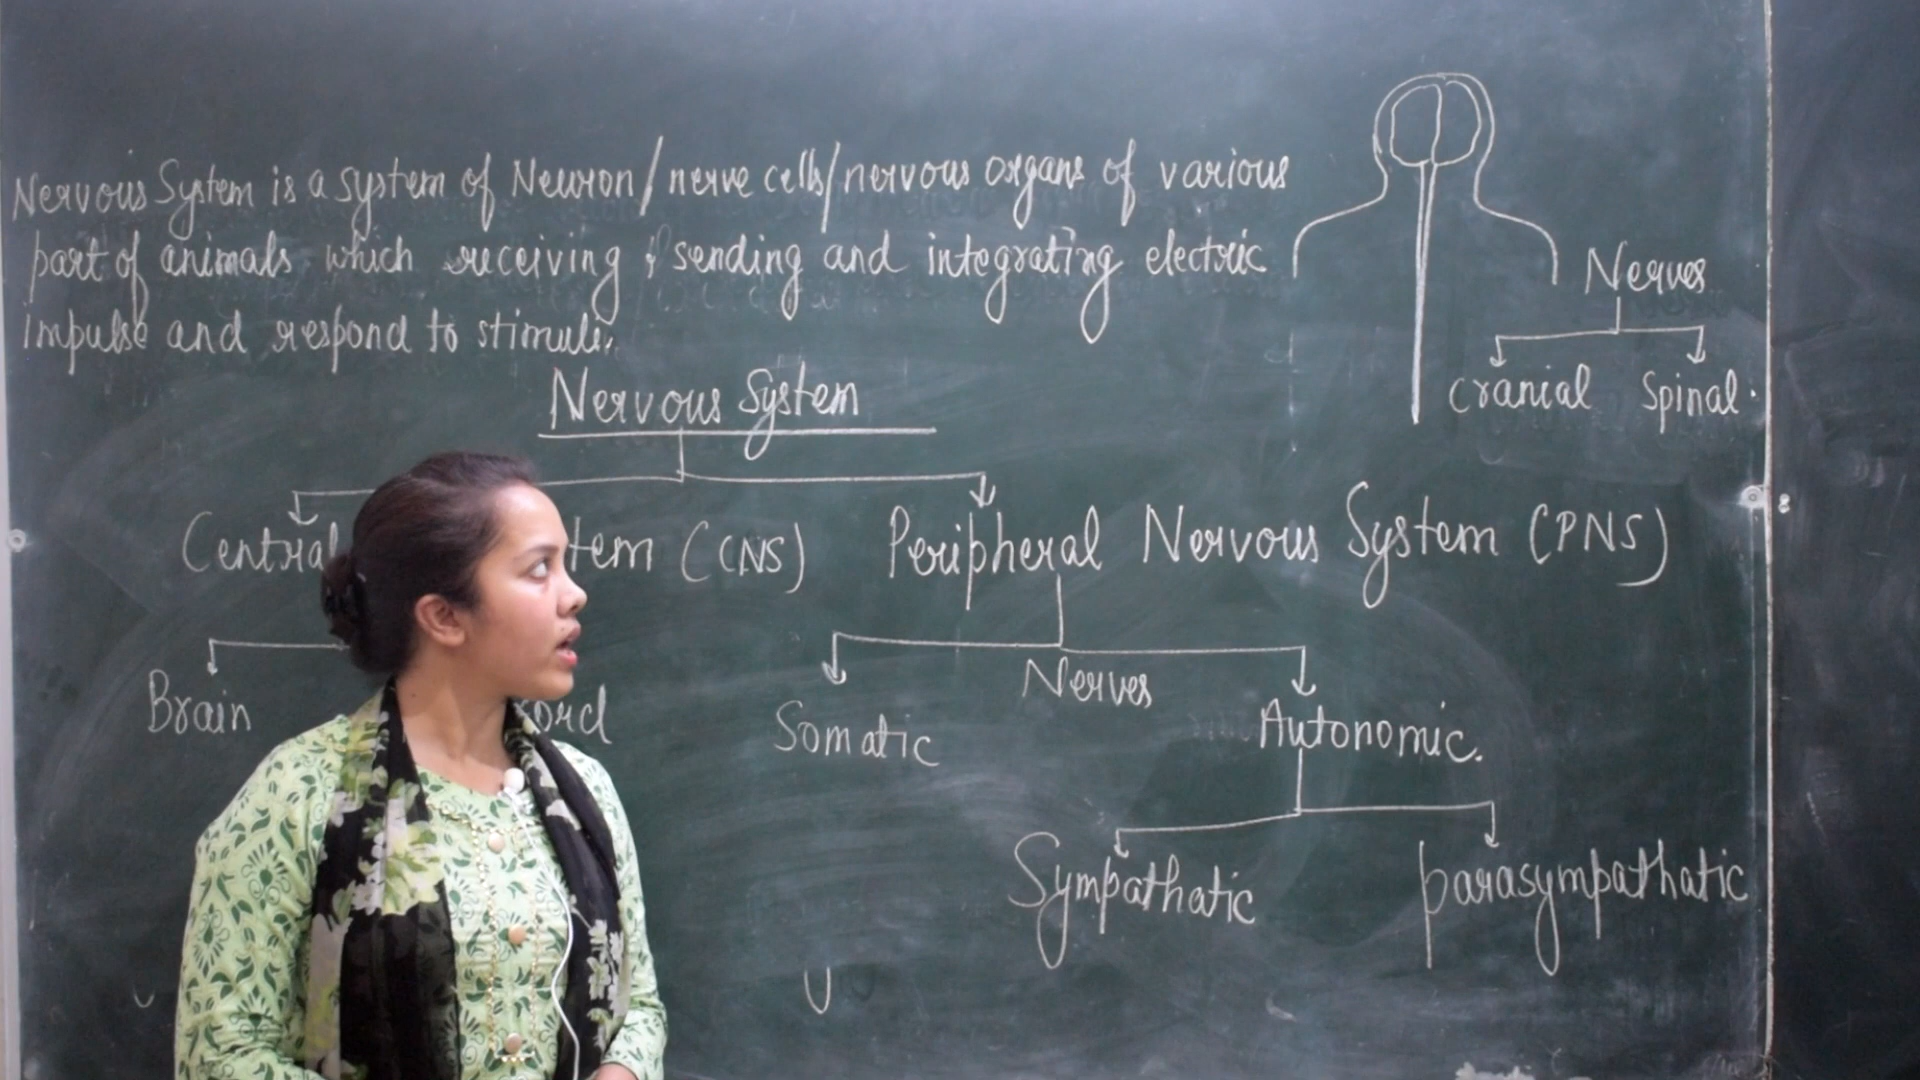 Nervous System is a system of Neuron/nerve cells/nervous organs of various
part of animals which receiving & sending and integrating electric
impulse and respond to stimuli.
Nerves
Cranial Spinal.
Nervous System
Central (CNS) Peripheral Nervous System (PNS)
Nerves
Brain Somatic Autonomic.
Sympathatic parasympathatic